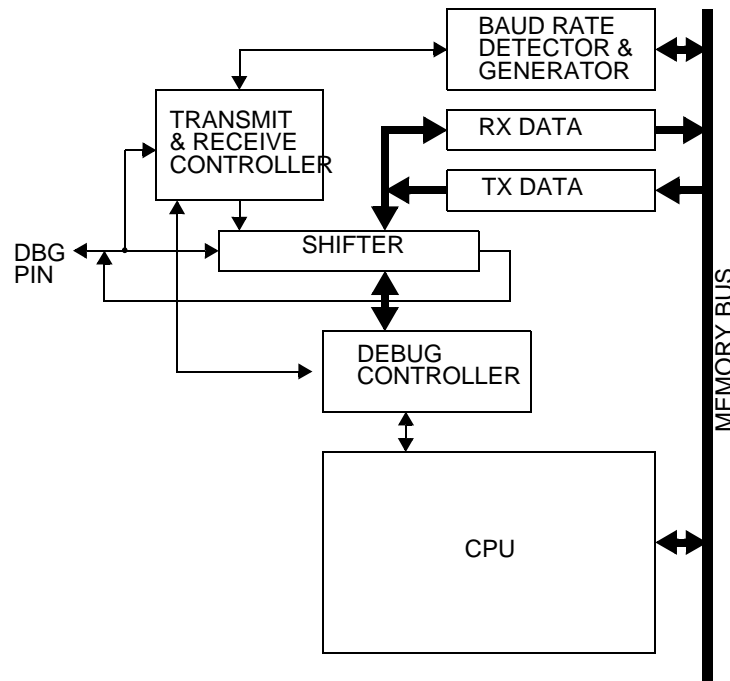 BAUD RATE
DETECTOR &
GENERATOR
TRANSMIT
& RECEIVE
CONTROLLER
RX DATA
TX DATA
SHIFTER
DBG
PIN
DEBUG
CONTROLLER
CPU
MEMORY BUS